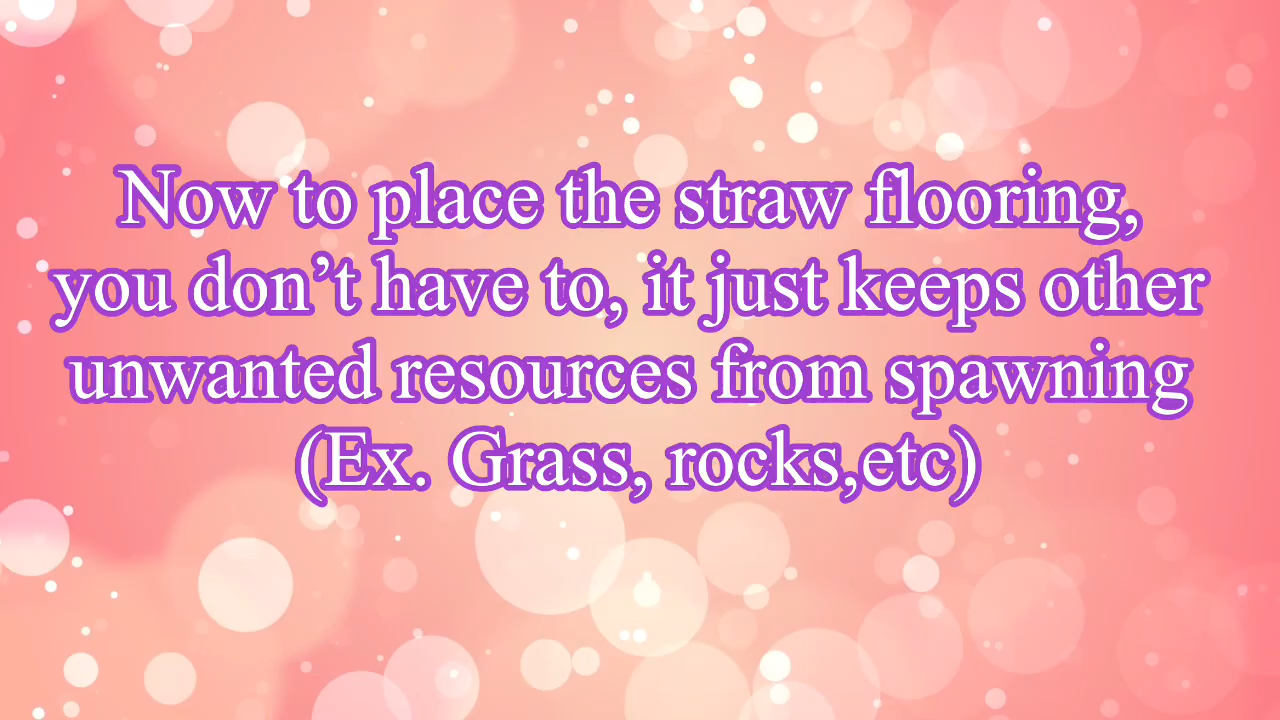 Now to place the straw flooring,
you don’t have to, it just keeps other
unwanted resources from spawning
(Ex. Grass, rocks,etc)